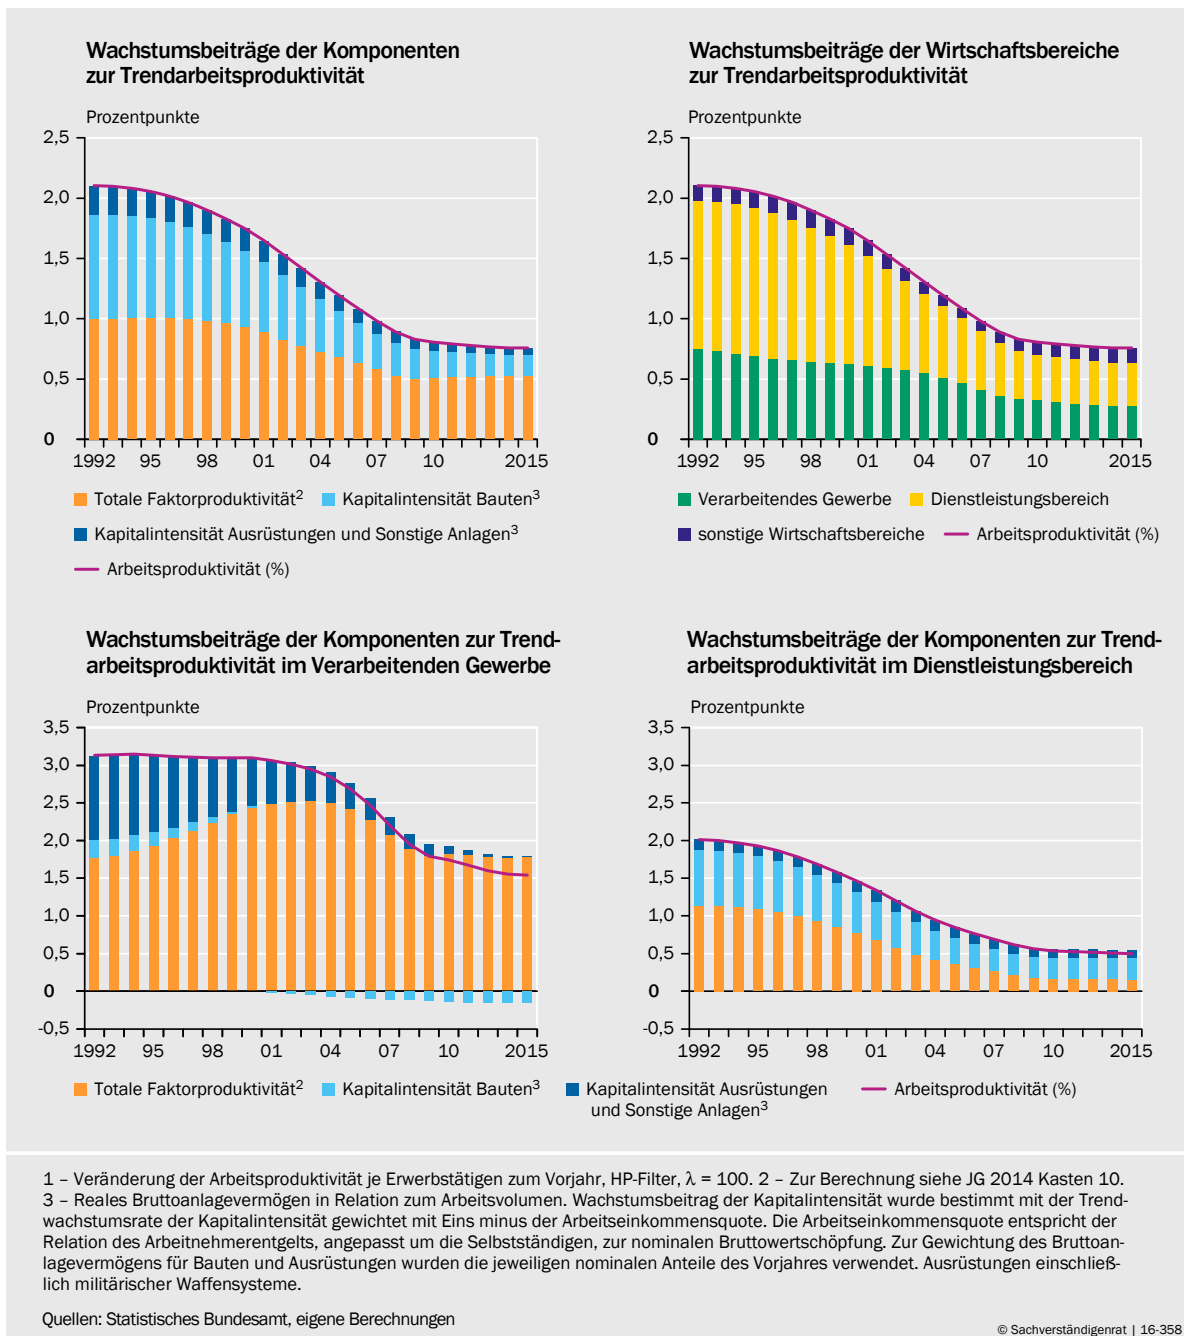 Wachstumsbeiträge der Komponenten
zur Trendarbeitsproduktivität
Prozentpunkte
2,5
2,0
1,5
1,0
0,5
0
1992 95 98 01 04 07 10 2015
Totale Faktorproduktivität² Kapitalintensität Bauten³
Kapitalintensität Ausrüstungen und Sonstige Anlagen³
Arbeitsproduktivität (%)
Wachstumsbeiträge der Wirtschaftsbereiche
zur Trendarbeitsproduktivität
Prozentpunkte
2,5
2,0
1,5
1,0
0,5
0
1992 95 98 01 04 07 10 2015
Verarbeitendes Gewerbe Dienstleistungsbereich
sonstige Wirtschaftsbereiche Arbeitsproduktivität (%)
Wachstumsbeiträge der Komponenten zur Trend-
arbeitsproduktivität im Verarbeitenden Gewerbe
Prozentpunkte
3,5
3,0
2,5
2,0
1,5
1,0
0,5
0
-0,5
1992 95 98 01 04 07 10 2015
Wachstumsbeiträge der Komponenten zur Trend-
arbeitsproduktivität im Dienstleistungsbereich
Prozentpunkte
3,5
3,0
2,5
2,0
1,5
1,0
0,5
0
-0,5
1992 95 98 01 04 07 10 2015
Totale Faktorproduktivität² Kapitalintensität Bauten³ Kapitalintensität Ausrüstungen Arbeitsproduktivität (%)
und Sonstige Anlagen³
1 – Veränderung der Arbeitsproduktivität je Erwerbstätigen zum Vorjahr, HP-Filter, λ = 100. 2 – Zur Berechnung siehe JG 2014 Kasten 10.
3 – Reales Bruttoanlagevermögen in Relation zum Arbeitsvolumen. Wachstumsbeitrag der Kapitalintensität wurde bestimmt mit der Trend-
wachstumsrate der Kapitalintensität gewichtet mit Eins minus der Arbeitseinkommensquote. Die Arbeitseinkommensquote entspricht der
Relation des Arbeitnehmerentgelts, angepasst um die Selbstständigen, zur nominalen Bruttowertschöpfung. Zur Gewichtung des Bruttoan-
lagevermögens für Bauten und Ausrüstungen wurden die jeweiligen nominalen Anteile des Vorjahres verwendet. Ausrüstungen einschließ-
lich militärischer Waffensysteme.
Quellen: Statistisches Bundesamt, eigene Berechnungen
© Sachverständigenrat | 16-358